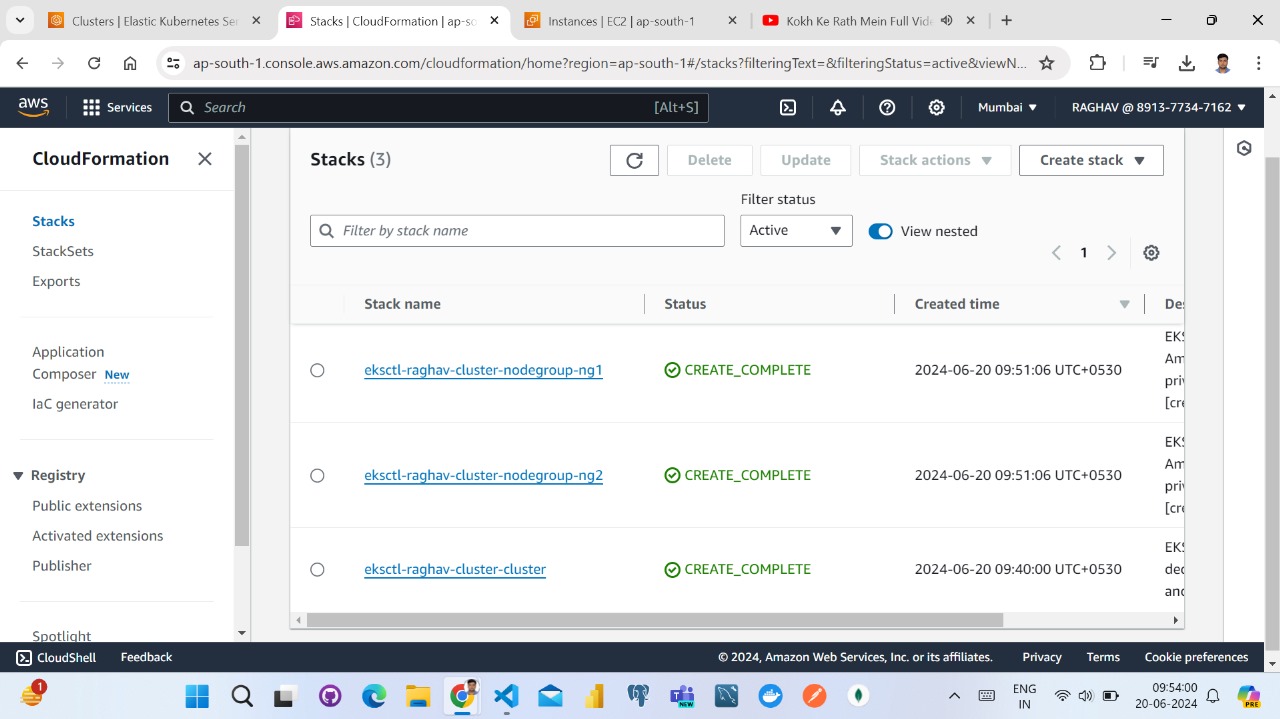 Clusters | Elastic Kubernetes Ser
Stacks | CloudFormation | ap-so
Instances | EC2 | ap-south-1
Kokh Ke Rath Mein Full Vide
ap-south-1.console.aws.amazon.com/cloudformation/home?region=ap-south-1#/stacks?filteringText=&filteringStatus=active&viewN...
aws
Services
Search
[Alt+S]
Mumbai
RAGHAV @ 8913-7734-7162
CloudFormation
Stacks
StackSets
Exports
Application
Composer New
IaC generator
Registry
Public extensions
Activated extensions
Publisher
Spotlight
Stacks (3)
Delete
Update
Stack actions
Create stack
Filter status
Filter by stack name
Active
View nested
1
Stack name
Status
Created time
Des
eksctl-raghav-cluster-nodegroup-ng1
CREATE_COMPLETE
2024-06-20 09:51:06 UTC+0530
EKS
Am
priv
[cre
eksctl-raghav-cluster-nodegroup-ng2
CREATE_COMPLETE
2024-06-20 09:51:06 UTC+0530
EKS
Am
priv
[cre
eksctl-raghav-cluster-cluster
CREATE_COMPLETE
2024-06-20 09:40:00 UTC+0530
EKS
ded
and
CloudShell
Feedback
© 2024, Amazon Web Services, Inc. or its affiliates.
Privacy
Terms
Cookie preferences
1
NEW
ENG
IN
09:54:00
20-06-2024
PRE